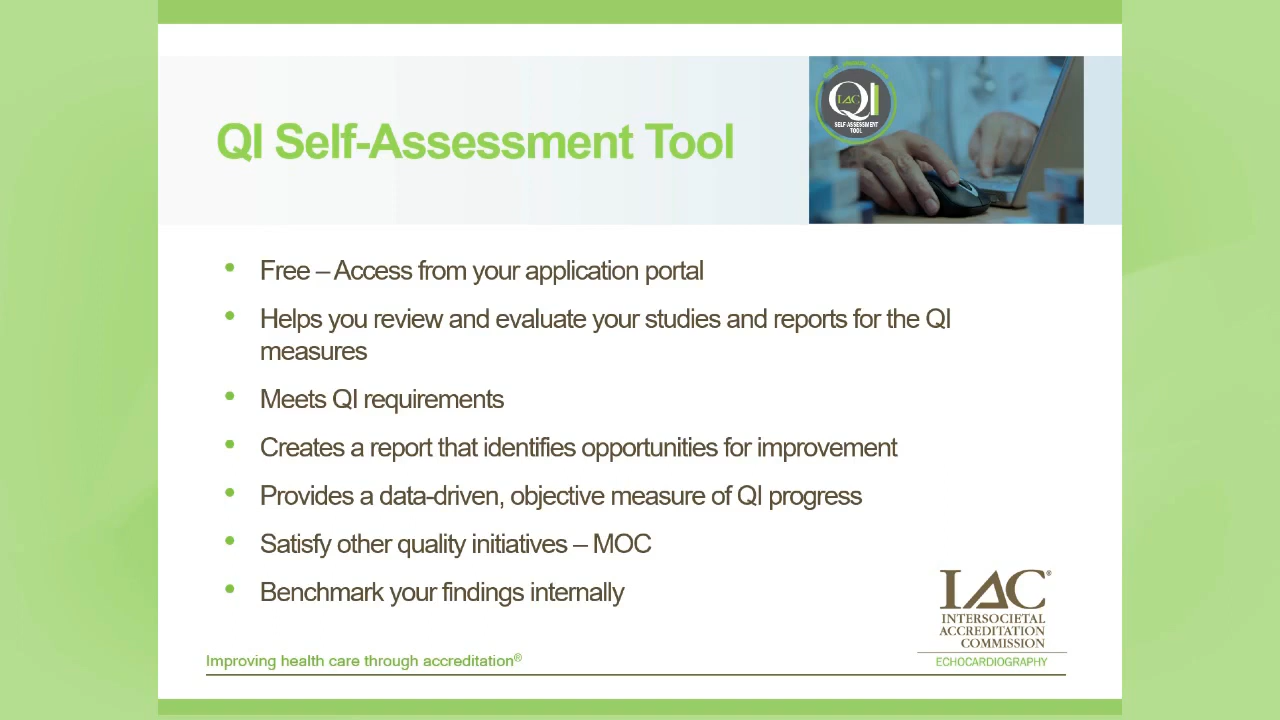 QI Self-Assessment Tool
IAC
QI
SELF-ASSESSMENT
TOOL
• Free – Access from your application portal
• Helps you review and evaluate your studies and reports for the QI
measures
• Meets QI requirements
• Creates a report that identifies opportunities for improvement
• Provides a data-driven, objective measure of QI progress
• Satisfy other quality initiatives – MOC
• Benchmark your findings internally
IAC®
INTERSOCIETAL
ACCREDITATION
COMMISSION
ECHOCARDIOGRAPHY
Improving health care through accreditation®